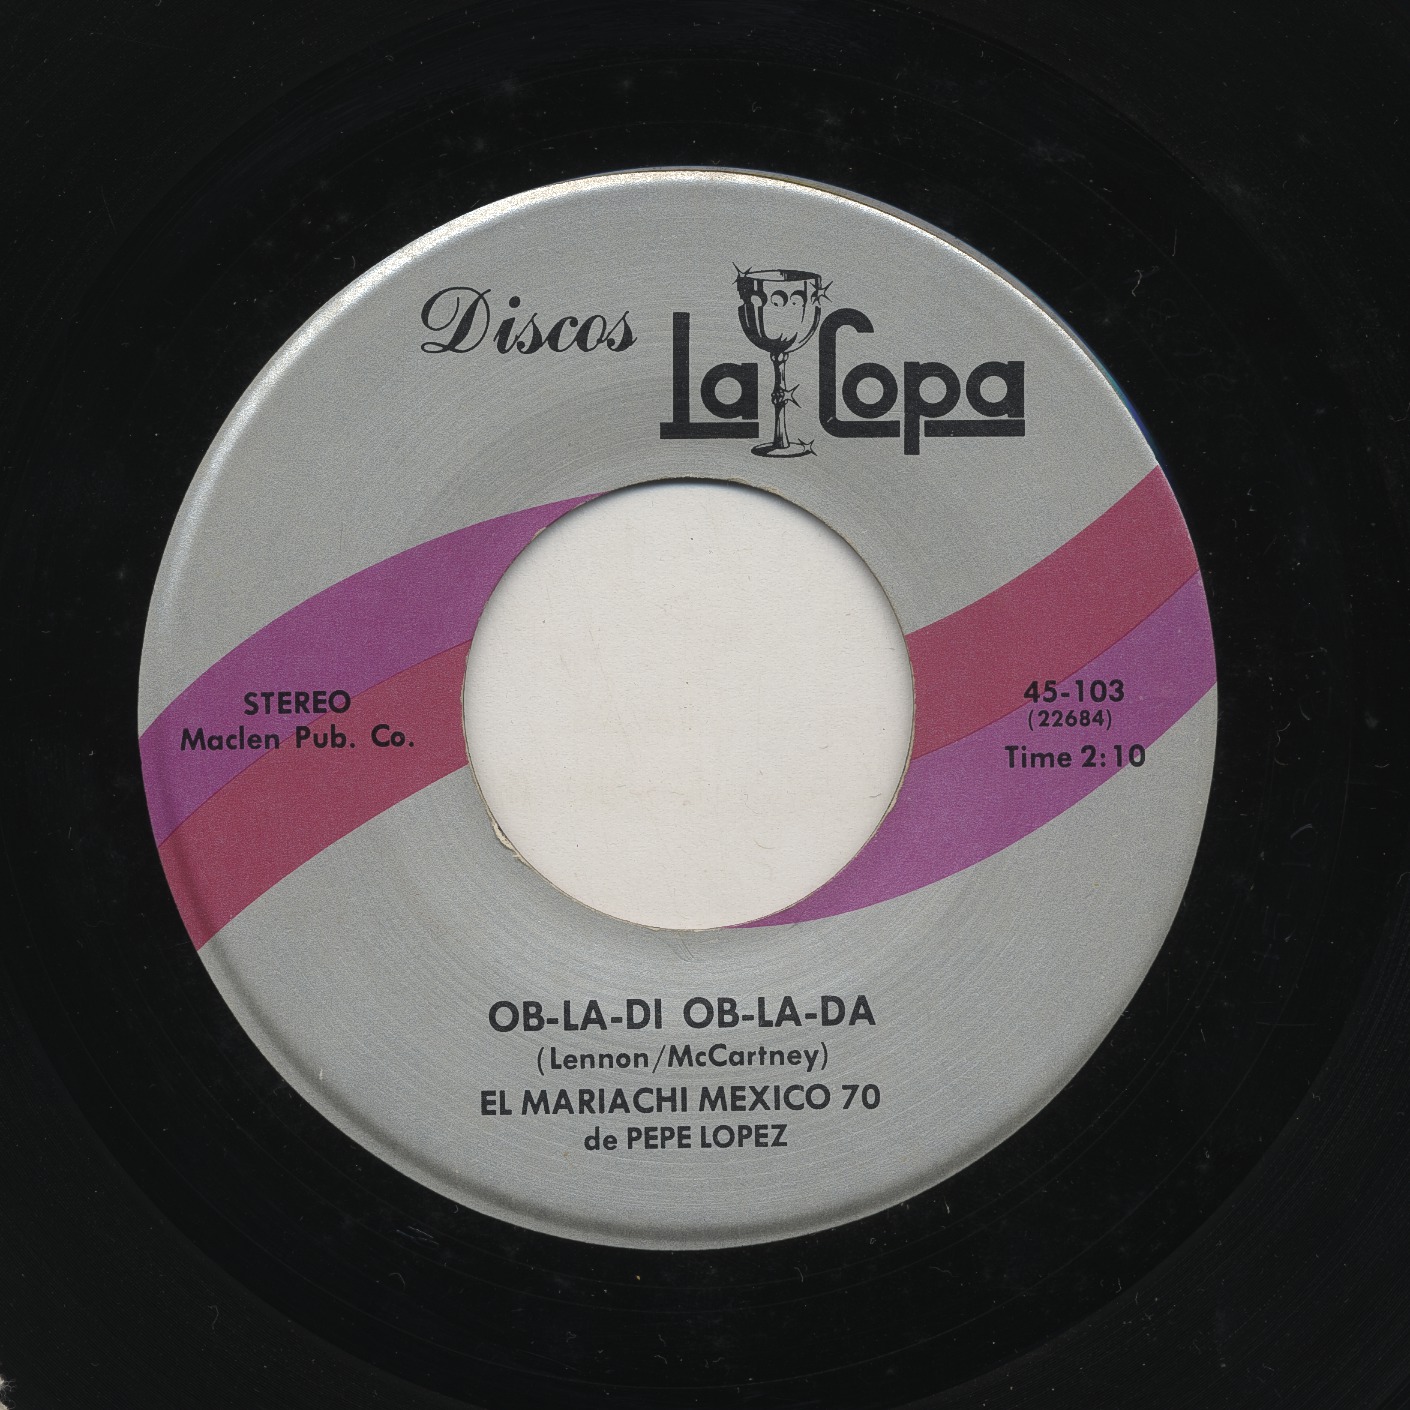 Discos La Copa
STEREO
Maclen Pub. Co.
45-103
(22684)
Time 2:10
OB-LA-DI OB-LA-DA
(Lennon/McCartney)
EL MARIACHI MEXICO 70
de PEPE LOPEZ